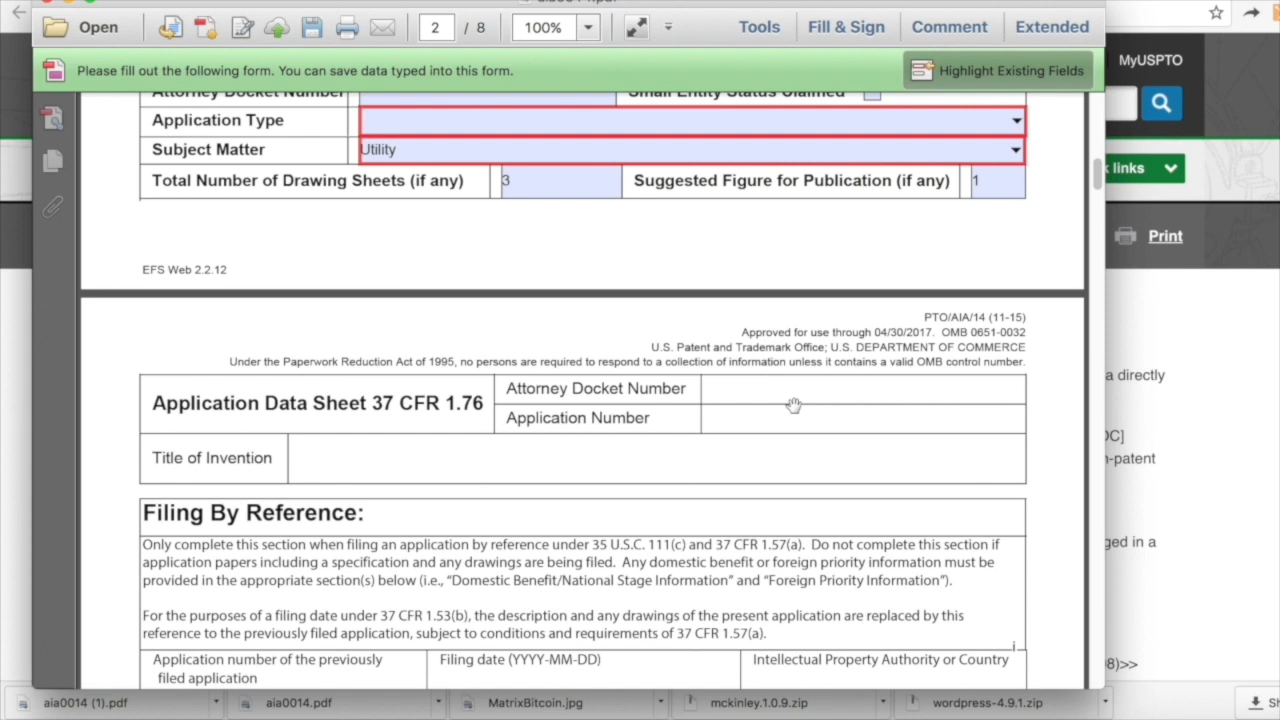 Open
2 / 8
100%
Tools
Fill & Sign
Comment
Extended
MyUSPTO
Please fill out the following form. You can save data typed into this form.
Highlight Existing Fields
Attorney Docket Number
Small Entity Status Claimed
Application Type
Subject Matter
Utility
links
Total Number of Drawing Sheets (if any)
3
Suggested Figure for Publication (if any)
1
Print
EFS Web 2.2.12
PTO/AIA/14 (11-15)
Approved for use through 04/30/2017. OMB 0651-0032
U.S. Patent and Trademark Office; U.S. DEPARTMENT OF COMMERCE
Under the Paperwork Reduction Act of 1995, no persons are required to respond to a collection of information unless it contains a valid OMB control number.
a directly
Application Data Sheet 37 CFR 1.76
Attorney Docket Number
Application Number
OC]
n-patent
Title of Invention
Filing By Reference:
ged in a
Only complete this section when filing an application by reference under 35 U.S.C. 111(c) and 37 CFR 1.57(a). Do not complete this section if
application papers including a specification and any drawings are being filed. Any domestic benefit or foreign priority information must be
provided in the appropriate section(s) below (i.e., “Domestic Benefit/National Stage Information” and “Foreign Priority Information”).
For the purposes of a filing date under 37 CFR 1.53(b), the description and any drawings of the present application are replaced by this
reference to the previously filed application, subject to conditions and requirements of 37 CFR 1.57(a).
Application number of the previously
filed application
Filing date (YYYY-MM-DD)
Intellectual Property Authority or Country
8)>>
aia0014 (1).pdf
aia0014.pdf
MatrixBitcoin.jpg
mckinley.1.0.9.zip
wordpress-4.9.1.zip